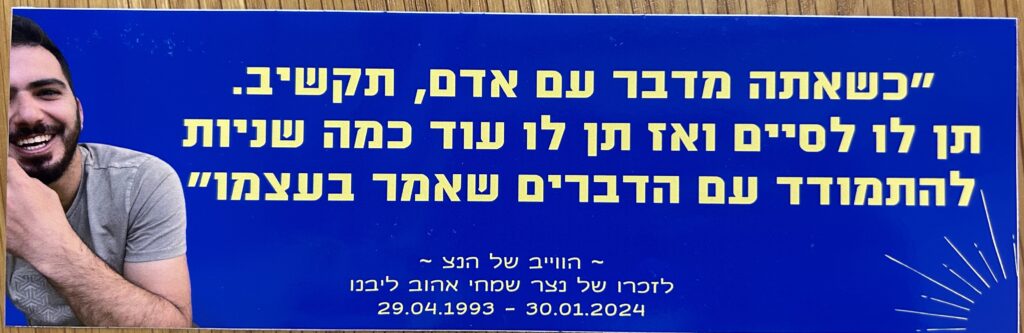 "כשאתה מדבר עם אדם, תקשיב.
תן לו לסיים ואז תן לו עוד כמה שניות
להתמודד עם הדברים שאמר בעצמו"
~ הווייב של הנצ ~
לזכרו של נצר שמחי אהוב ליבנו
29.04.1993 - 30.01.2024